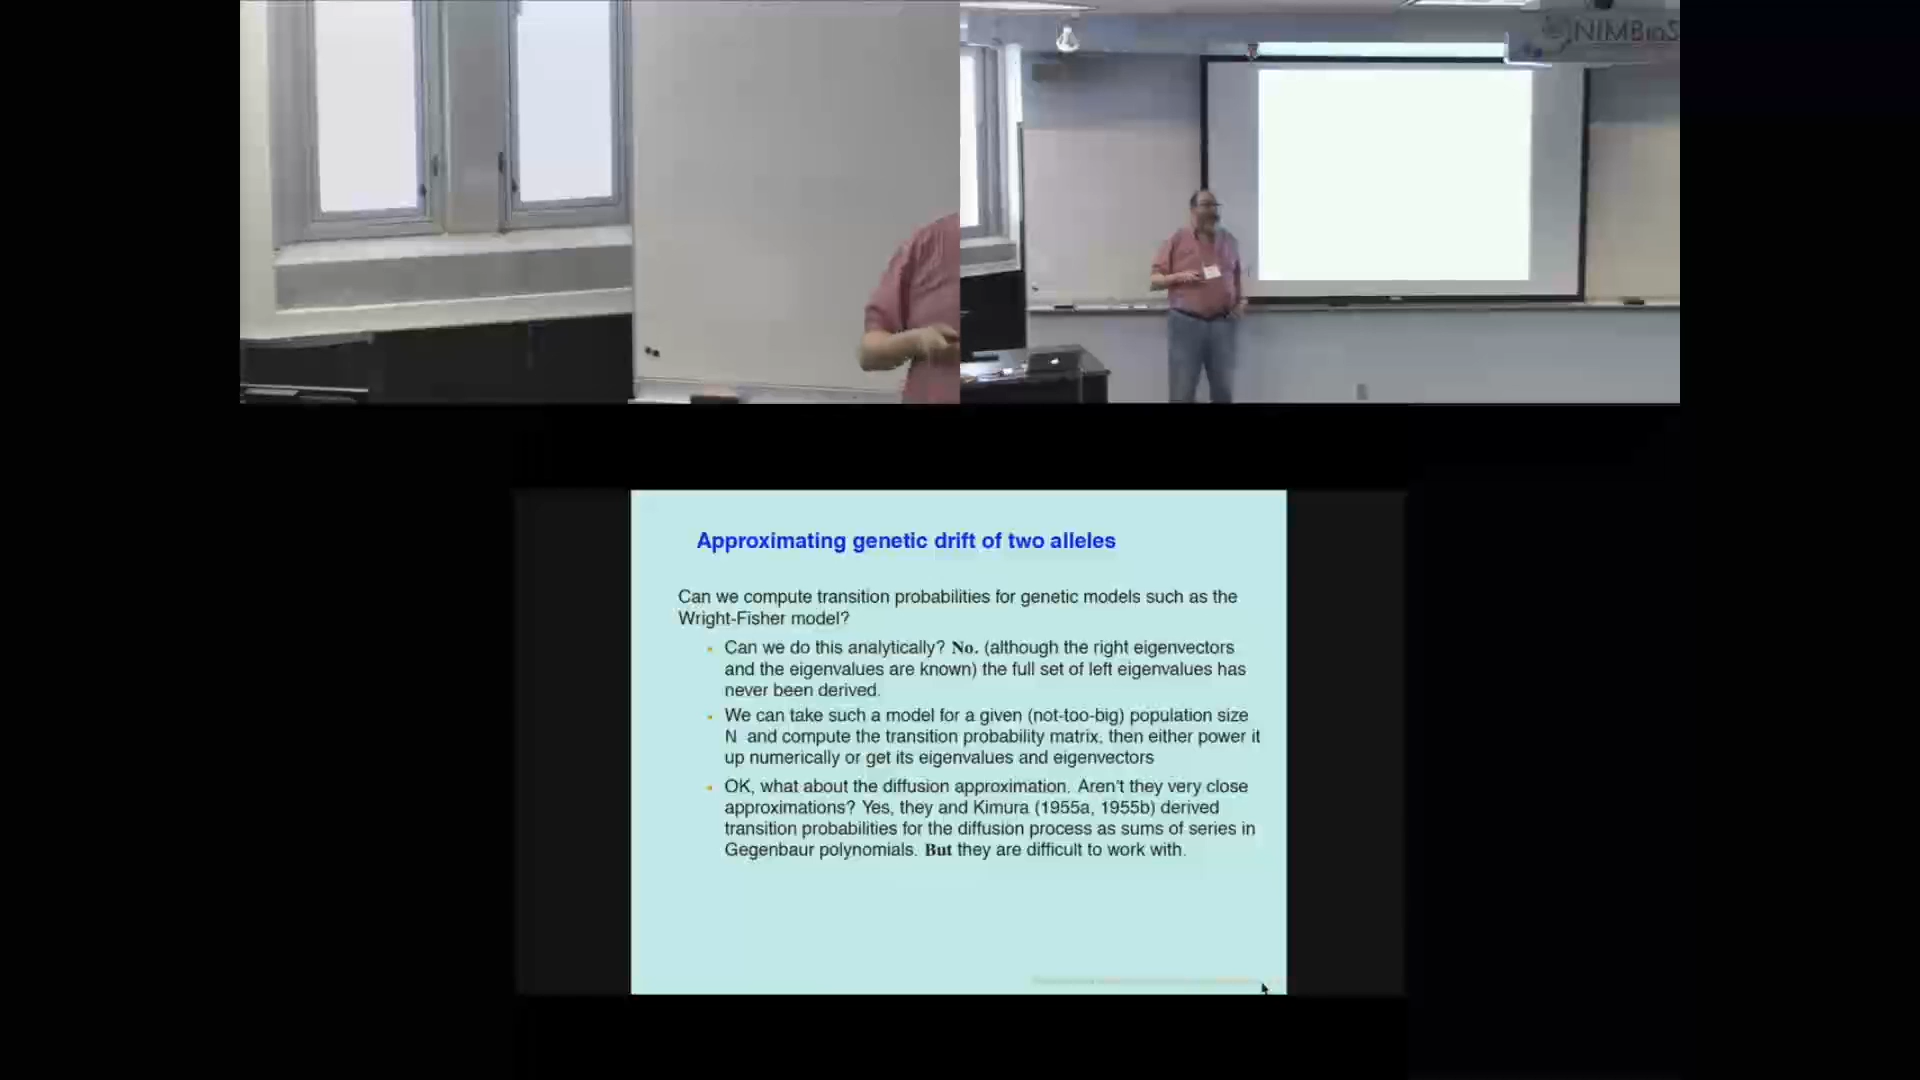 NIMBioS
Approximating genetic drift of two alleles
Can we compute transition probabilities for genetic models such as the
Wright-Fisher model?
Can we do this analytically? No. (although the right eigenvectors
and the eigenvalues are known) the full set of left eigenvalues has
never been derived.
We can take such a model for a given (not-too-big) population size
N and compute the transition probability matrix, then either power it
up numerically or get its eigenvalues and eigenvectors
OK, what about the diffusion approximation. Aren't they very close
approximations? Yes, they and Kimura (1955a, 1955b) derived
transition probabilities for the diffusion process as sums of series in
Gegenbaur polynomials. But they are difficult to work with.